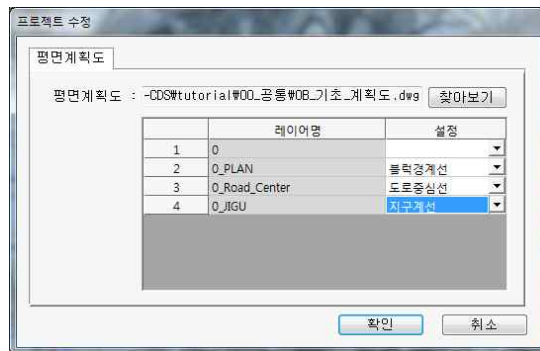 프로젝트 수정
평면계획도
평면계획도 : -CDS₩tutorial₩00_공통₩0B_기초_계획도.dwg 찾아보기
레이어명 설정
1 0
2 0_PLAN 블럭경계선
3 0_Road_Center 도로중심선
4 0_JIGU 지구계선
확인 취소